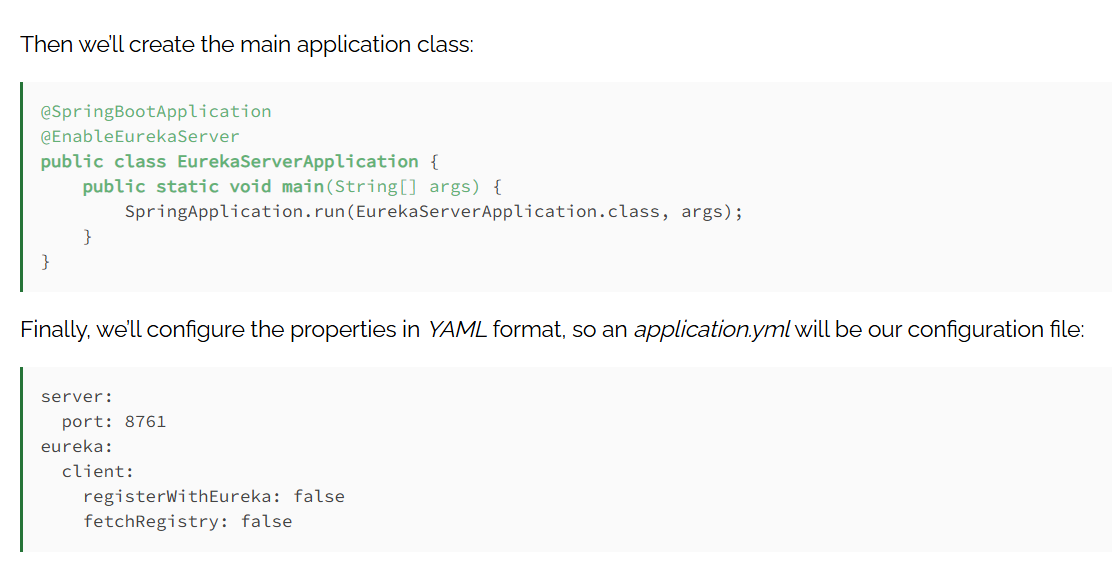 Then we'll create the main application class:
@SpringBootApplication
@EnableEurekaServer
public class EurekaServerApplication {
    public static void main(String[] args) {
        SpringApplication.run(EurekaServerApplication.class, args);
    }
}
Finally, we'll configure the properties in YAML format, so an application.yml will be our configuration file:
server:
  port: 8761
eureka:
  client:
    registerWithEureka: false
    fetchRegistry: false